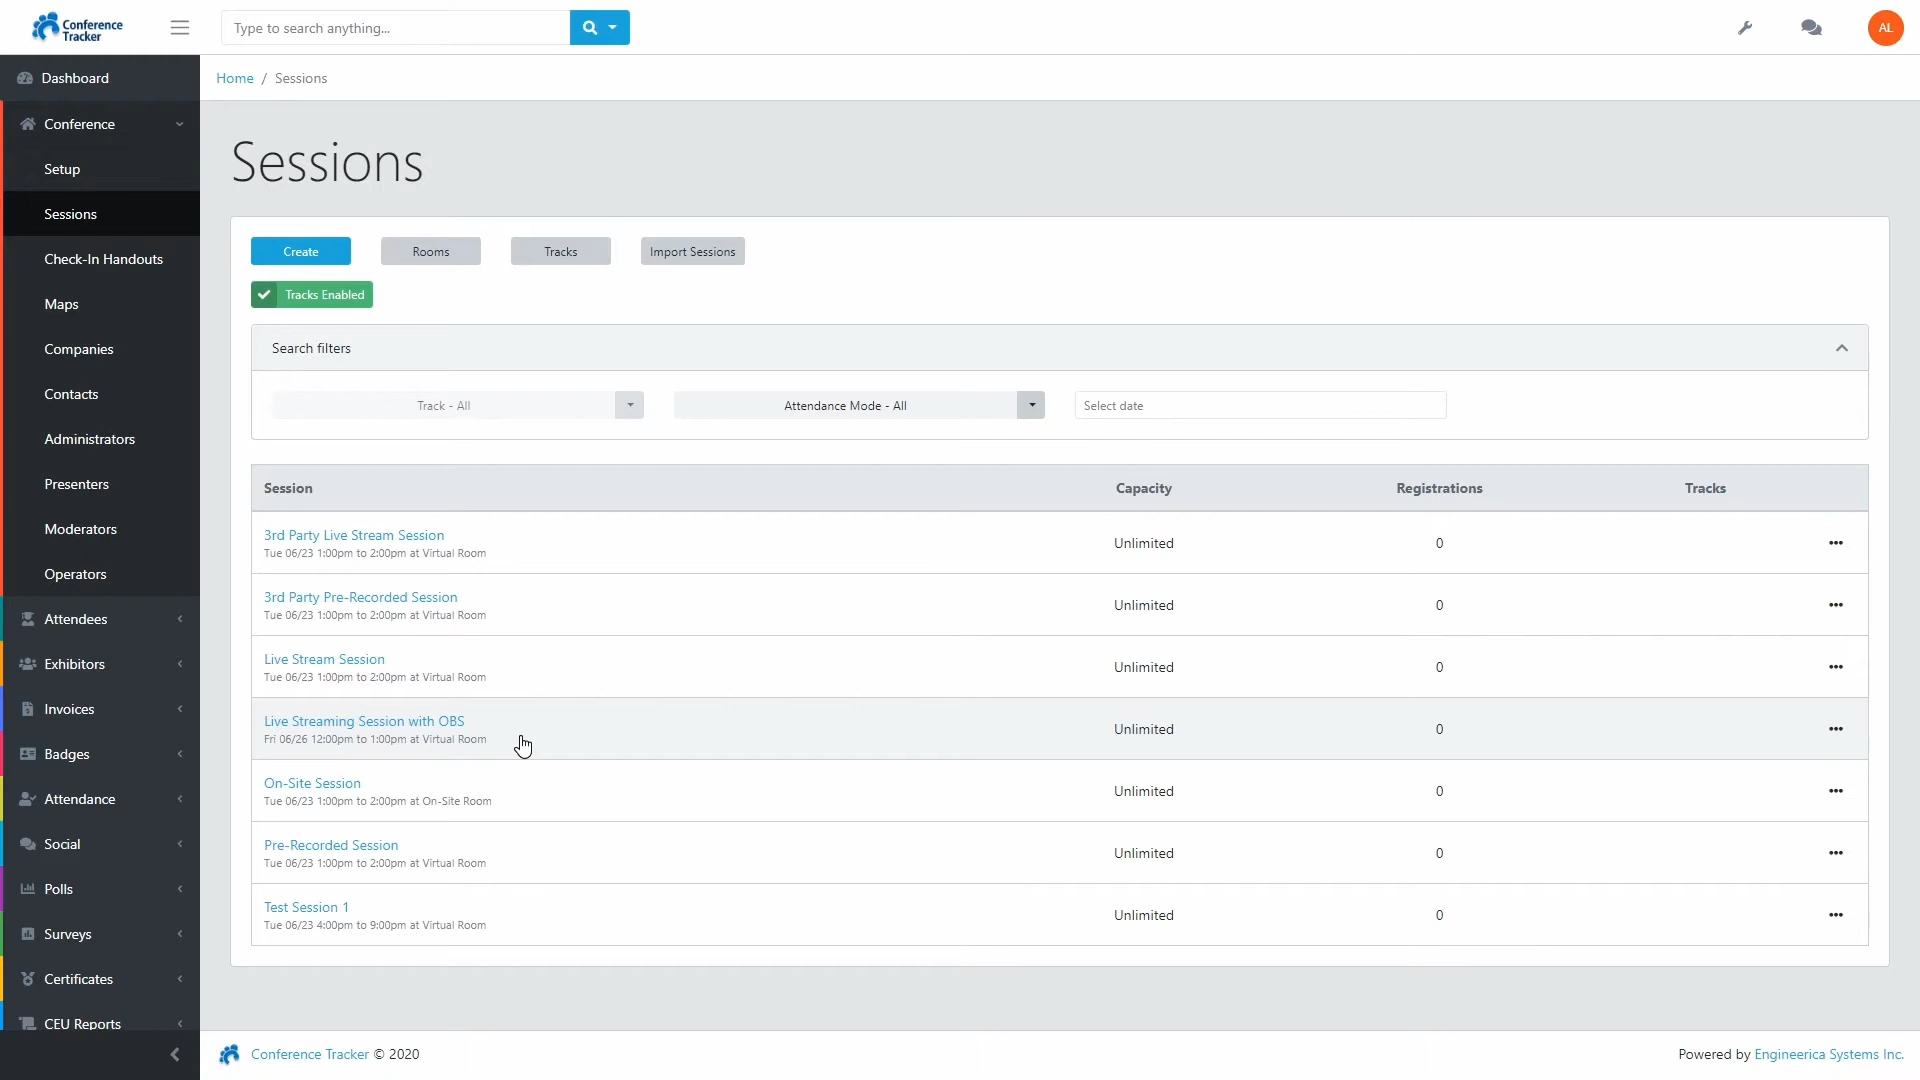 Conference
Tracker
Type to search anything...
AL
Dashboard
Home / Sessions
Conference
Setup
Sessions
Check-In Handouts
Maps
Companies
Contacts
Administrators
Presenters
Moderators
Operators
Attendees
Exhibitors
Invoices
Badges
Attendance
Social
Polls
Surveys
Certificates
CEU Reports
Sessions
Create Rooms Tracks Import Sessions
Tracks Enabled
Search filters
Track - All Attendance Mode - All Select date
Session Capacity Registrations Tracks
3rd Party Live Stream Session
Tue 06/23 1:00pm to 2:00pm at Virtual Room
Unlimited 0
3rd Party Pre-Recorded Session
Tue 06/23 1:00pm to 2:00pm at Virtual Room
Unlimited 0
Live Stream Session
Tue 06/23 1:00pm to 2:00pm at Virtual Room
Unlimited 0
Live Streaming Session with OBS
Fri 06/26 12:00pm to 1:00pm at Virtual Room
Unlimited 0
On-Site Session
Tue 06/23 1:00pm to 2:00pm at On-Site Room
Unlimited 0
Pre-Recorded Session
Tue 06/23 1:00pm to 2:00pm at Virtual Room
Unlimited 0
Test Session 1
Tue 06/23 4:00pm to 9:00pm at Virtual Room
Unlimited 0
Conference Tracker © 2020
Powered by Engineerica Systems Inc.